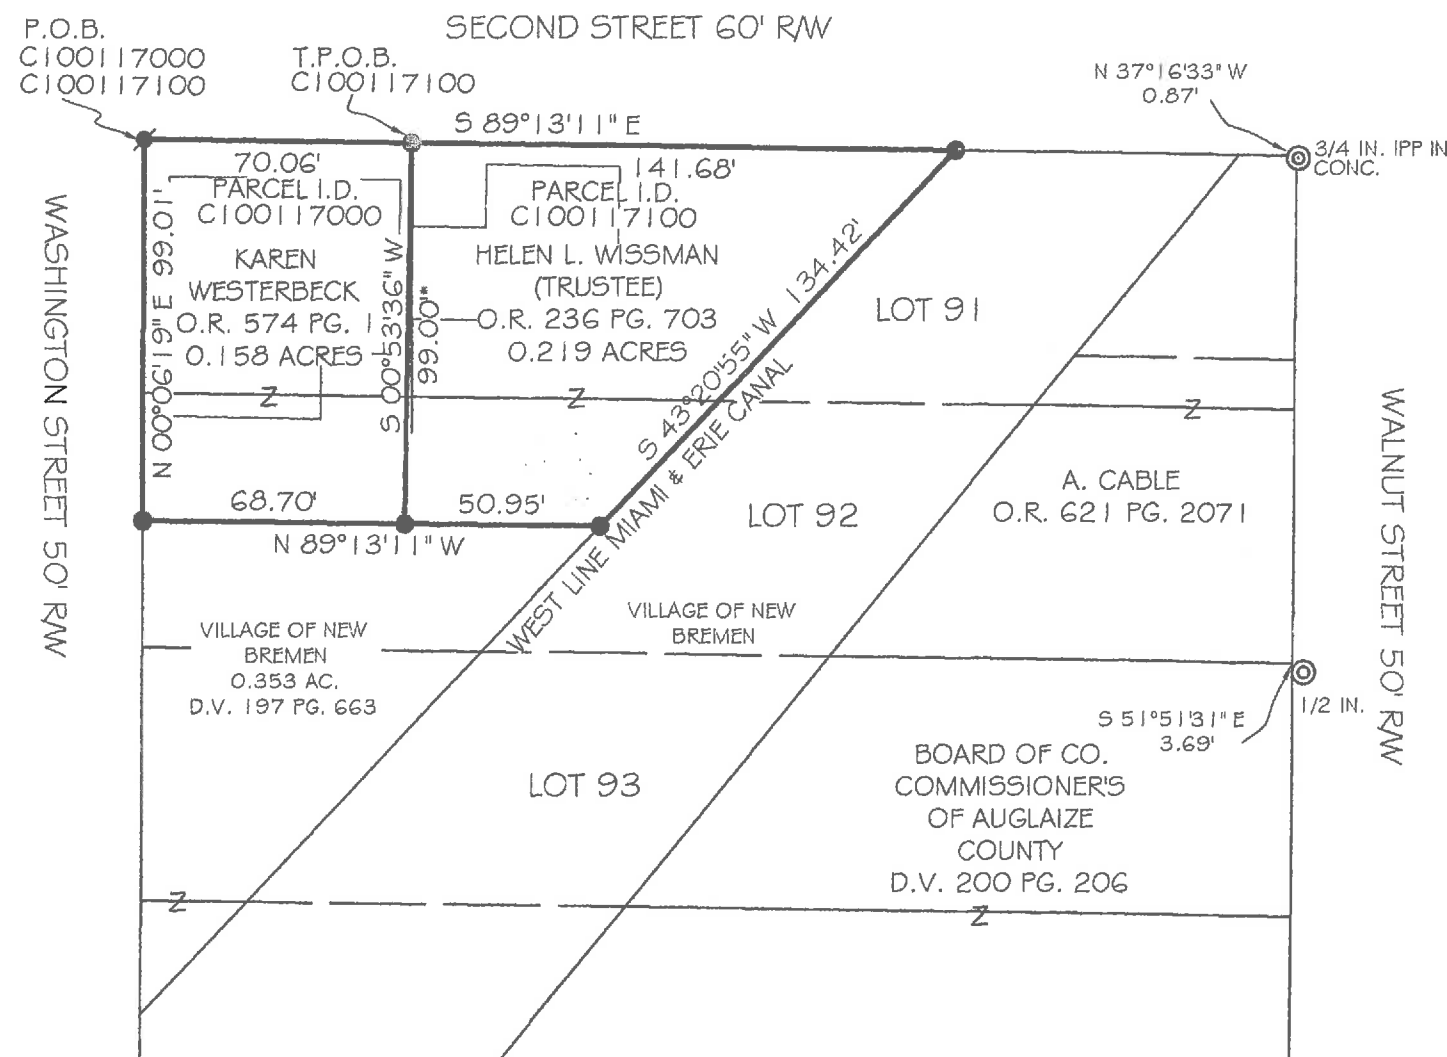 P.O.B.
C100117000
C100117100
T.P.O.B.
C100117100
SECOND STREET 60' R/W
N 37°16'33" W
0.87'
S 89°13'11" E
3/4 IN. IPP IN
CONC.
70.06'
141.68'
PARCEL I.D.
C100117000
PARCEL I.D.
C100117100
KAREN
WESTERBECK
O.R. 574 PG. 1
0.158 ACRES
HELEN L. WISSMAN
(TRUSTEE)
O.R. 236 PG. 703
0.219 ACRES
WASHINGTON STREET 50' R/W
N 00°06'19" E 99.01'
S 00°53'36" W
99.00'"
S 43°20'55" W 134.42'
WEST LINE MIAMI & ERIE CANAL
LOT 91
Z
Z
Z
WALNUT STREET 50' R/W
A. CABLE
O.R. 621 PG. 2071
68.70'
50.95'
N 89°13'11" W
LOT 92
VILLAGE OF NEW
BREMEN
0.353 AC.
D.V. 197 PG. 663
VILLAGE OF NEW
BREMEN
S 51°51'31" E
3.69'
1/2 IN.
LOT 93
BOARD OF CO.
COMMISSIONER'S
OF AUGLAIZE
COUNTY
D.V. 200 PG. 206
Z
Z